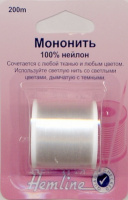 200m
Мононить
100% нейлон
Сочетается с любой тканью и любым цветом.
Используйте светлую нить со светлыми
цветами, дымчатую с темными.
Hemline